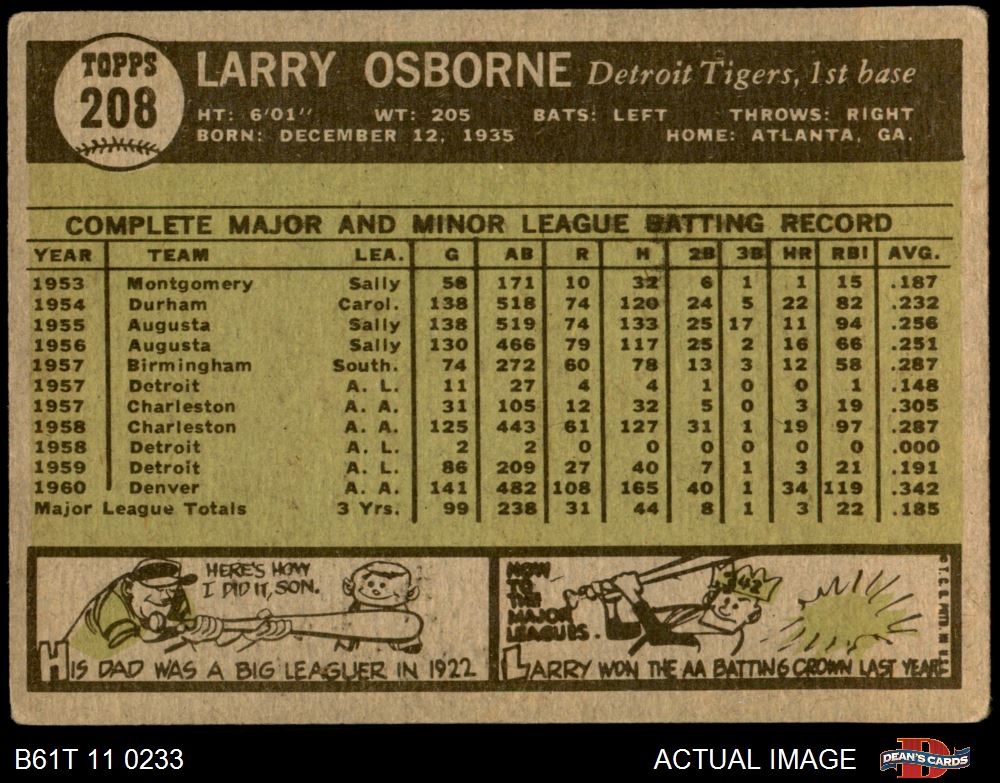 TOPPS
208
LARRY OSBORNE Detroit Tigers, 1st base
HT: 6'01" WT: 205 BATS: LEFT THROWS: RIGHT
BORN: DECEMBER 12, 1935 HOME: ATLANTA, GA.
COMPLETE MAJOR AND MINOR LEAGUE BATTING RECORD
YEAR TEAM LEA. G AB R H 2B 3B HR RBI AVG.
1953 Montgomery Sally 58 171 10 32 6 1 1 15 .187
1954 Durham Carol. 138 518 74 120 24 5 22 82 .232
1955 Augusta Sally 138 519 74 133 25 17 11 94 .256
1956 Augusta Sally 130 466 79 117 25 2 16 66 .251
1957 Birmingham South. 74 272 60 78 13 3 12 58 .287
1957 Detroit A. L. 11 27 4 4 1 0 0 1 .148
1957 Charleston A. A. 31 105 12 32 5 0 3 19 .305
1958 Charleston A. A. 125 443 61 127 31 1 19 97 .287
1958 Detroit A. L. 2 2 0 0 0 0 0 0 .000
1959 Detroit A. L. 86 209 27 40 7 1 3 21 .191
1960 Denver A. A. 141 482 108 165 40 1 34 119 .342
Major League Totals 3 Yrs. 99 238 31 44 8 1 3 22 .185
HERE'S HOW
I DID IT, SON.
HIS DAD WAS A BIG LEAGUER IN 1922
NOW
TO
THE
MAJOR
LEAGUES.
.342
LARRY WON THE AA BATTING CROWN LAST YEAR.
B61T 11 0233 ACTUAL IMAGE DEAN'S CARDS